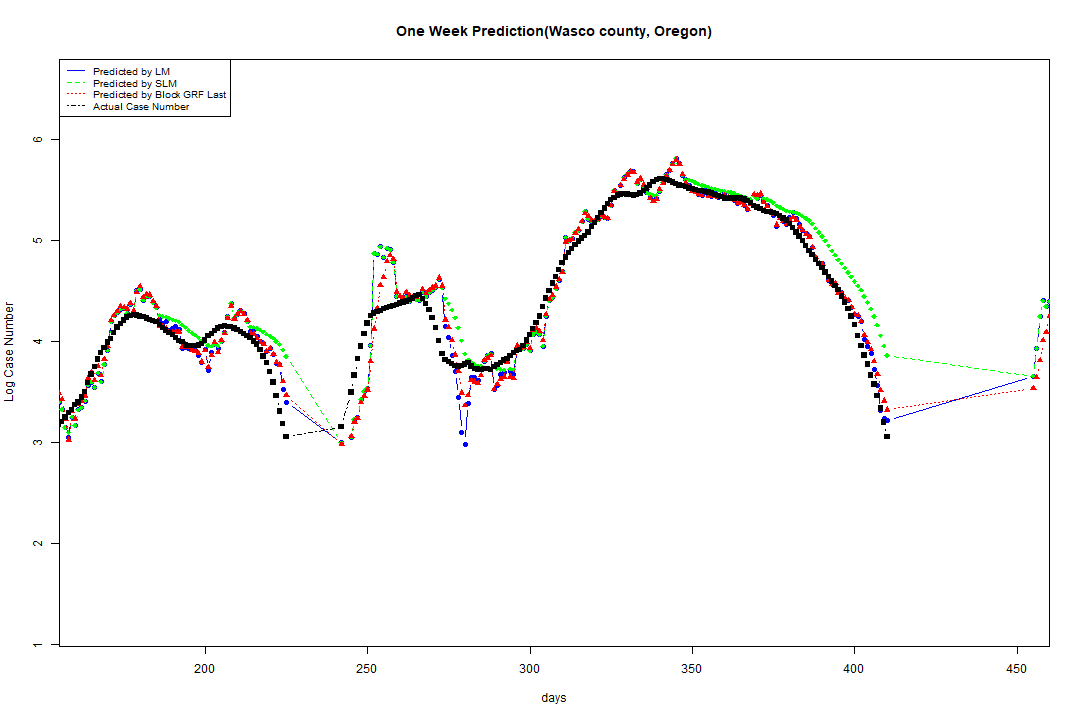 One Week Prediction(Wasco county, Oregon)
Predicted by LM
Predicted by SLM
Predicted by Block GRF Last
Actual Case Number
6
5
4
3
2
1
Log Case Number
200 250 300 350 400 450
days